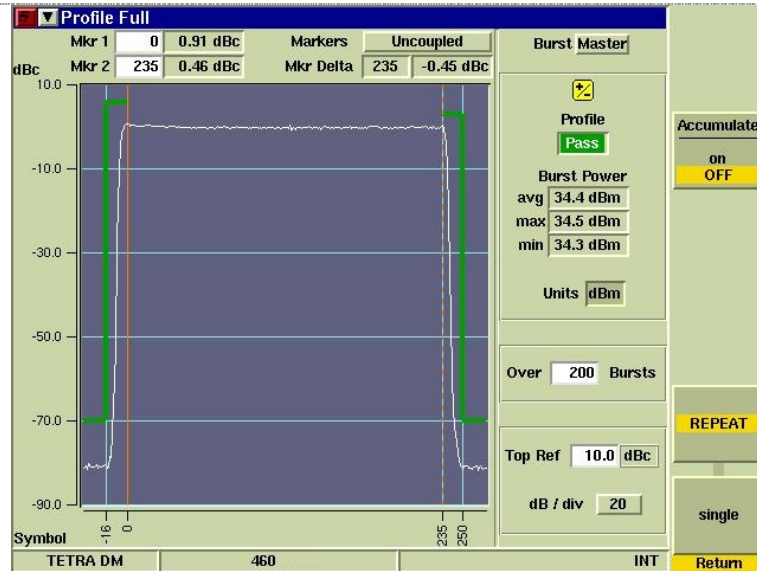 Profile Full
Mkr 1 0 0.91 dBc Markers Uncoupled
Mkr 2 235 0.46 dBc Mkr Delta 235 -0.45 dBc
dBc
10.0
-10.0
-30.0
-50.0
-70.0
-90.0
Symbol
-16 0 235 250
Burst Master
Profile
Pass
Burst Power
avg 34.4 dBm
max 34.5 dBm
min 34.3 dBm
Units dBm
Over 200 Bursts
Top Ref 10.0 dBc
dB / div 20
Accumulate
on
OFF
REPEAT
single
Return
TETRA DM 460 INT